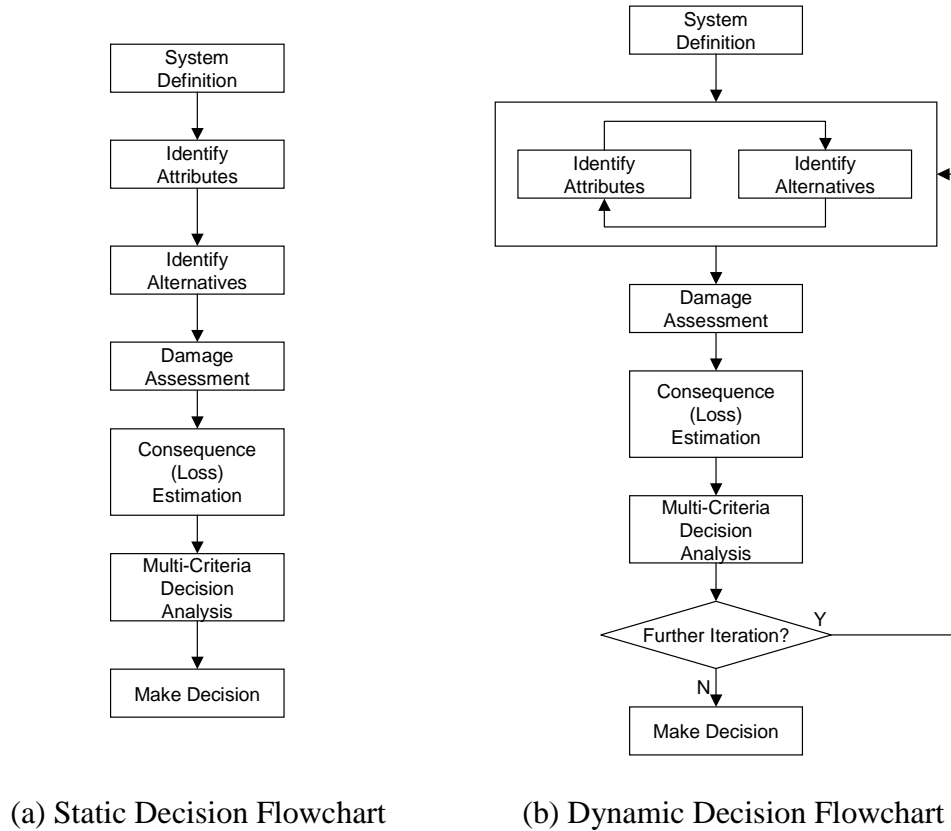 System
Definition
Identify
Attributes
Identify
Alternatives
Damage
Assessment
Consequence
(Loss)
Estimation
Multi-Criteria
Decision
Analysis
Make Decision
(a) Static Decision Flowchart
System
Definition
Identify
Attributes
Identify
Alternatives
Damage
Assessment
Consequence
(Loss)
Estimation
Multi-Criteria
Decision
Analysis
Further Iteration?
Y
N
Make Decision
(b) Dynamic Decision Flowchart